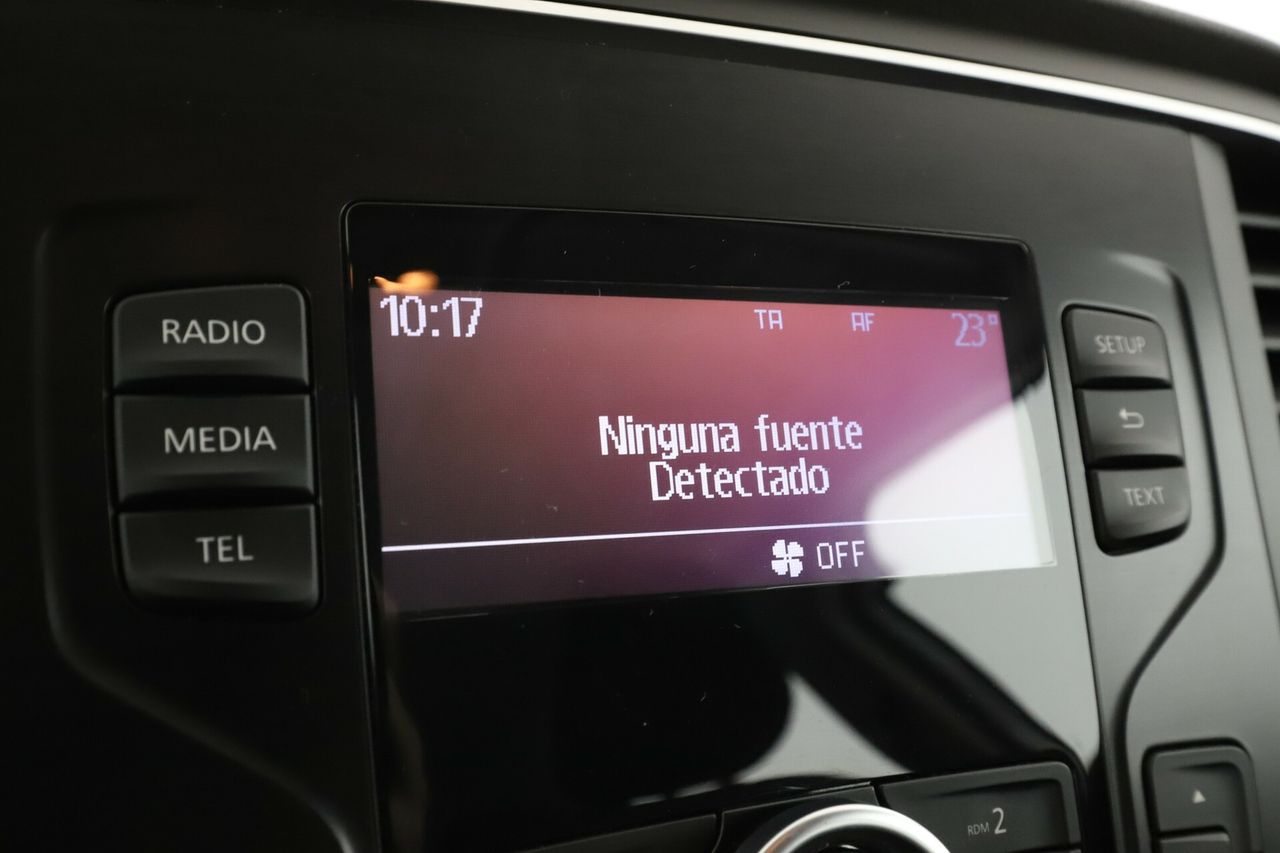 10:17 TA AF 23°
RADIO
SETUP
MEDIA
Ninguna fuente
Detectado
TEXT
TEL
OFF
RDM 2